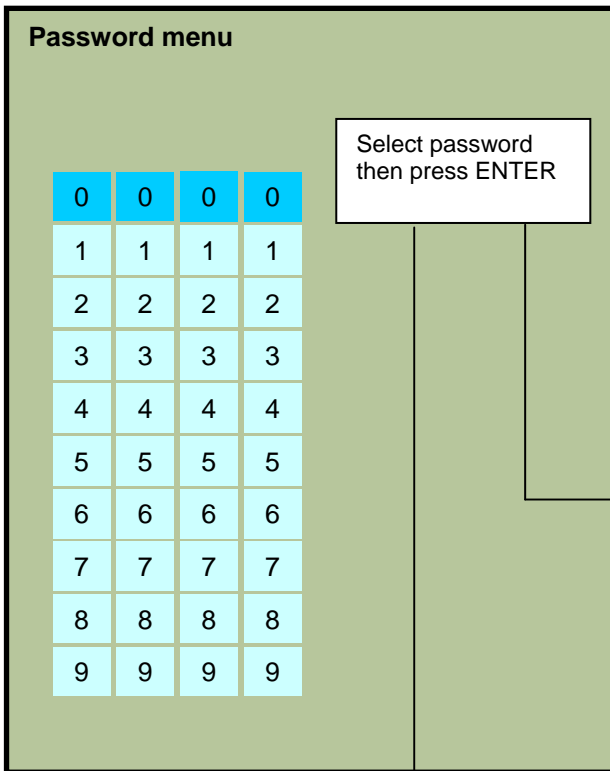 Password menu
Select password
then press ENTER
0 0 0 0
1 1 1 1
2 2 2 2
3 3 3 3
4 4 4 4
5 5 5 5
6 6 6 6
7 7 7 7
8 8 8 8
9 9 9 9